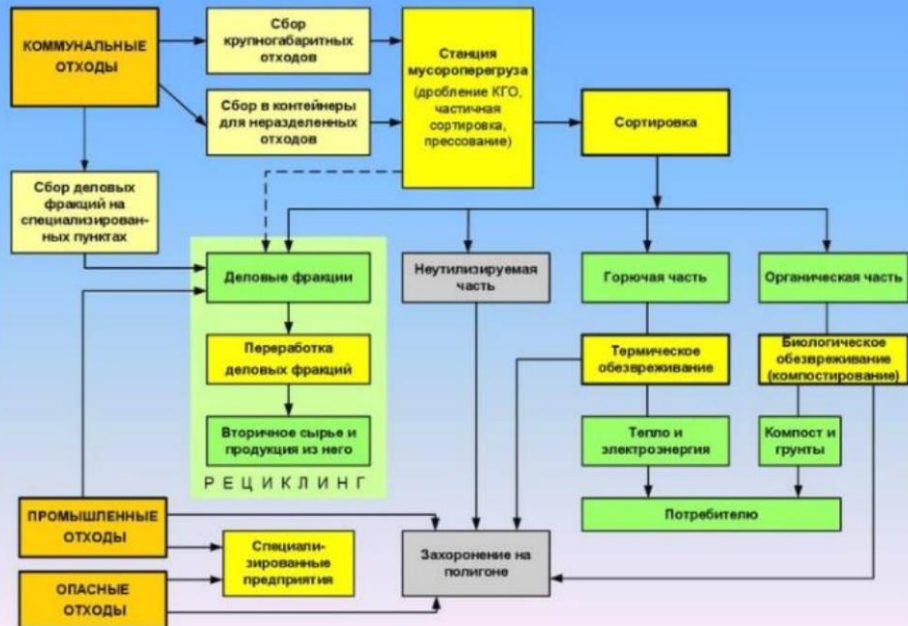 КОММУНАЛЬНЫЕ
ОТХОДЫ
Сбор
крупногабаритных
отходов
Сбор в контейнеры
для неразделенных
отходов
Станция
мусороперегруза
(дробление КГО,
частичная
сортировка,
прессование)
Сортировка
Сбор деловых
фракций на
специализирован-
ных пунктах
Деловые фракции
Неутилизируемая
часть
Горючая часть
Органическая часть
Переработка
деловых фракций
Термическое
обезвреживание
Биологическое
обезвреживание
(компостирование)
Вторичное сырье и
продукция из него
РЕЦИКЛИНГ
Тепло и
электроэнергия
Компост и
грунты
Потребителю
ПРОМЫШЛЕННЫЕ
ОТХОДЫ
Специали-
зированные
предприятия
Захоронение на
полигоне
ОПАСНЫЕ
ОТХОДЫ